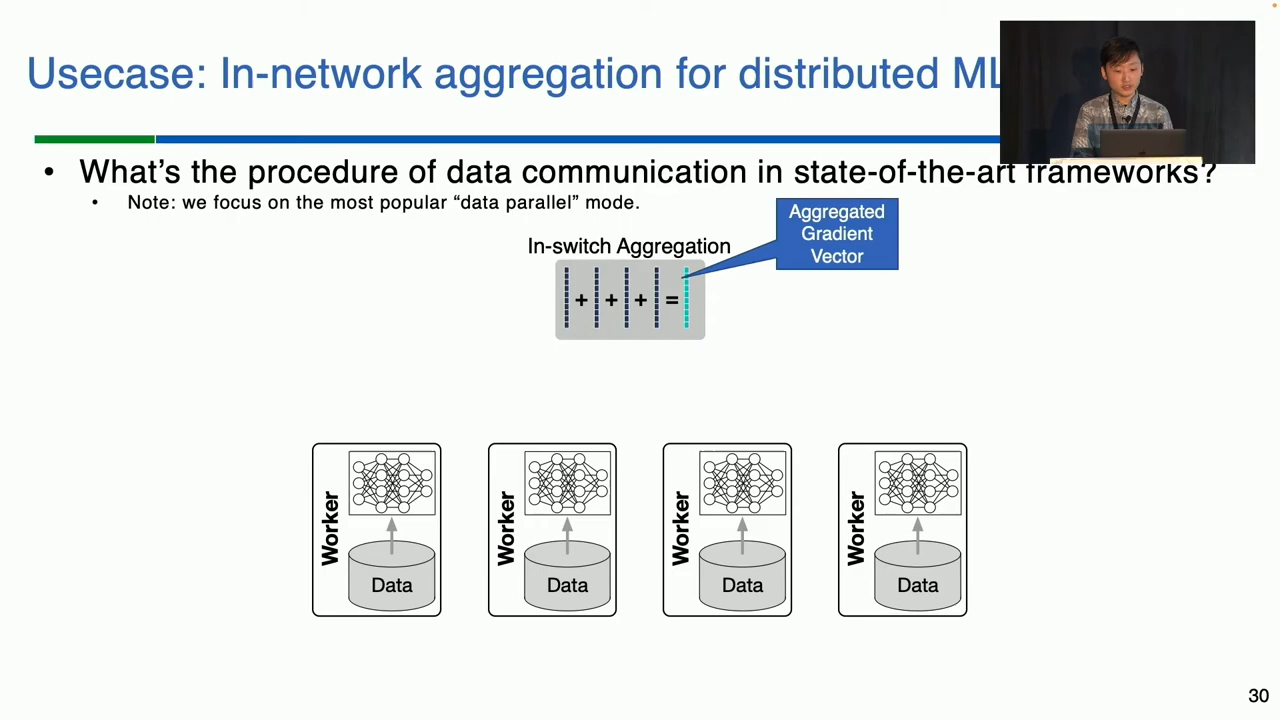 Usecase: In-network aggregation for distributed ML
• What's the procedure of data communication in state-of-the-art frameworks?
• Note: we focus on the most popular “data parallel” mode.
Aggregated
Gradient
Vector
In-switch Aggregation
+ + + =
Worker
Data
Worker
Data
Worker
Data
Worker
Data
30